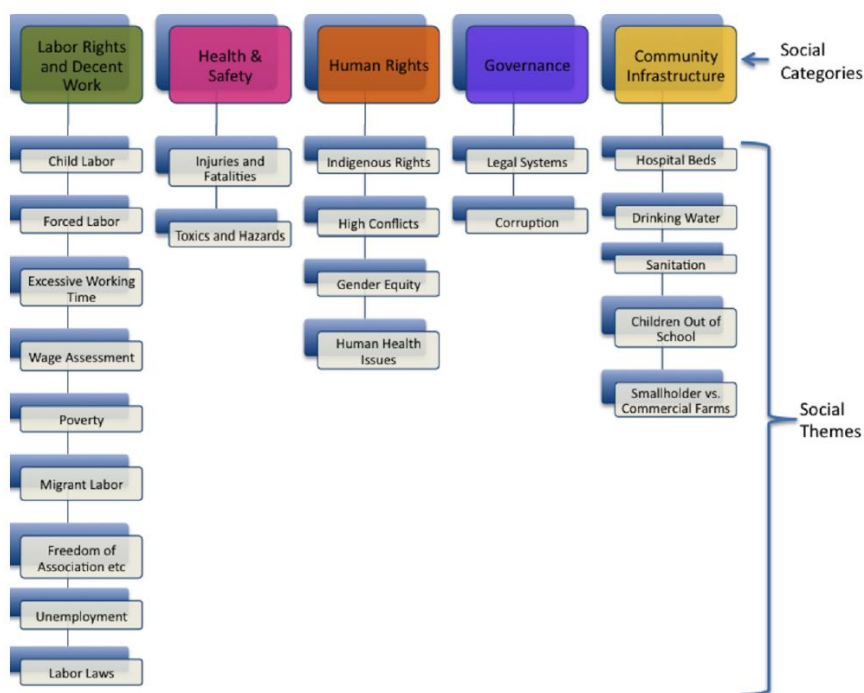 Labor Rights
and Decent
Work
Health &
Safety
Human Rights
Governance
Community
Infrastructure
Social
Categories
Child Labor
Forced Labor
Excessive Working
Time
Wage Assessment
Poverty
Migrant Labor
Freedom of
Association etc
Unemployment
Labor Laws
Injuries and
Fatalities
Toxics and Hazards
Indigenous Rights
High Conflicts
Gender Equity
Human Health
Issues
Legal Systems
Corruption
Hospital Beds
Drinking Water
Sanitation
Children Out of
School
Smallholder vs.
Commercial Farms
Social
Themes